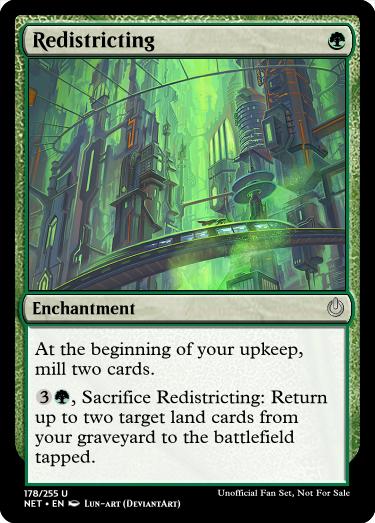 Redistricting
Enchantment
At the beginning of your upkeep,
mill two cards.
3, Sacrifice Redistricting: Return
up to two target land cards from
your graveyard to the battlefield
tapped.
178/255 U
Unofficial Fan Set, Not For Sale
NET • EN Lun-art (DeviantArt)